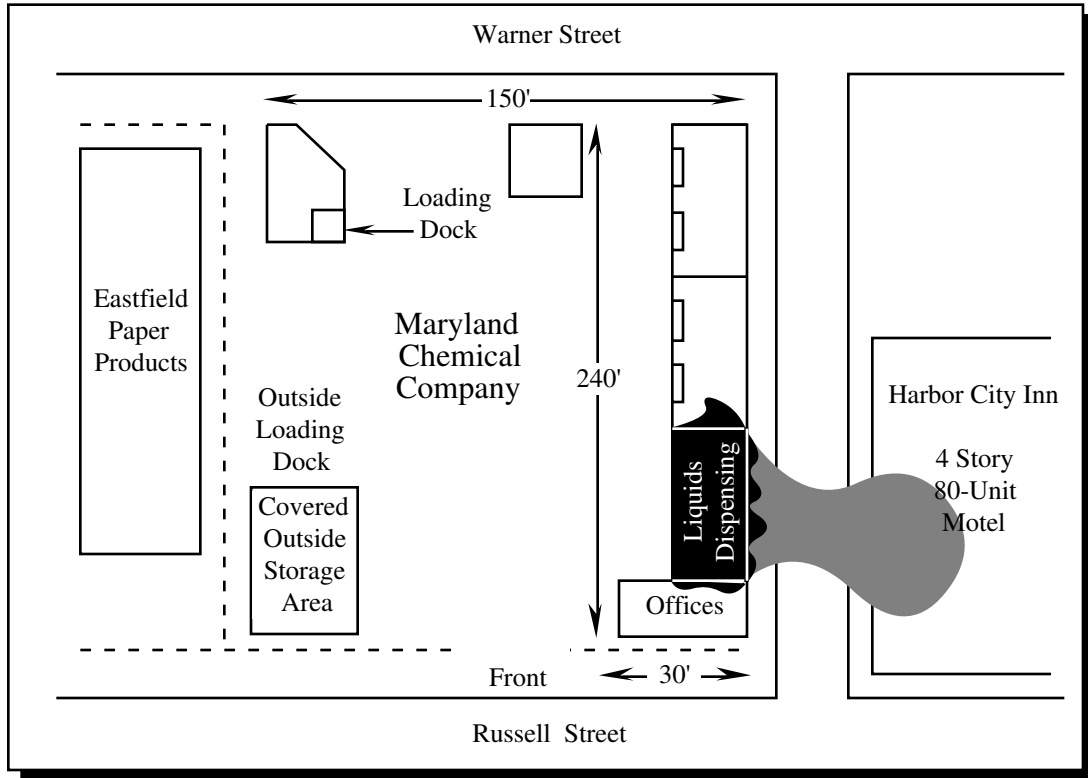 Warner Street
150'
Loading
Dock
Eastfield
Paper
Products
Maryland
Chemical
Company
240'
Harbor City Inn
4 Story
80-Unit
Motel
Outside
Loading
Dock
Covered
Outside
Storage
Area
Liquids
Dispensing
Offices
Front
30'
Russell Street